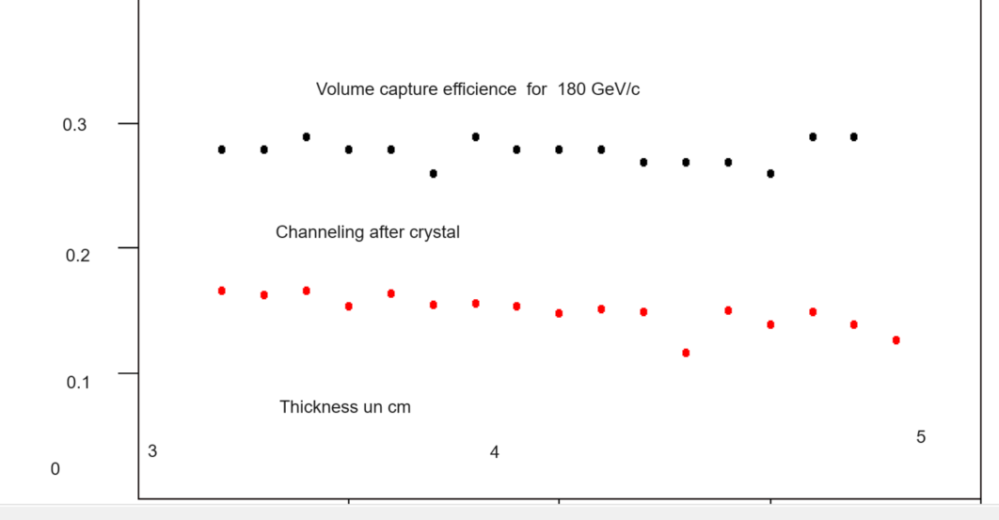 Volume capture efficience  for  180 GeV/c
0.3
Channeling after crystal
0.2
0.1
Thickness un cm
3
4
5
0